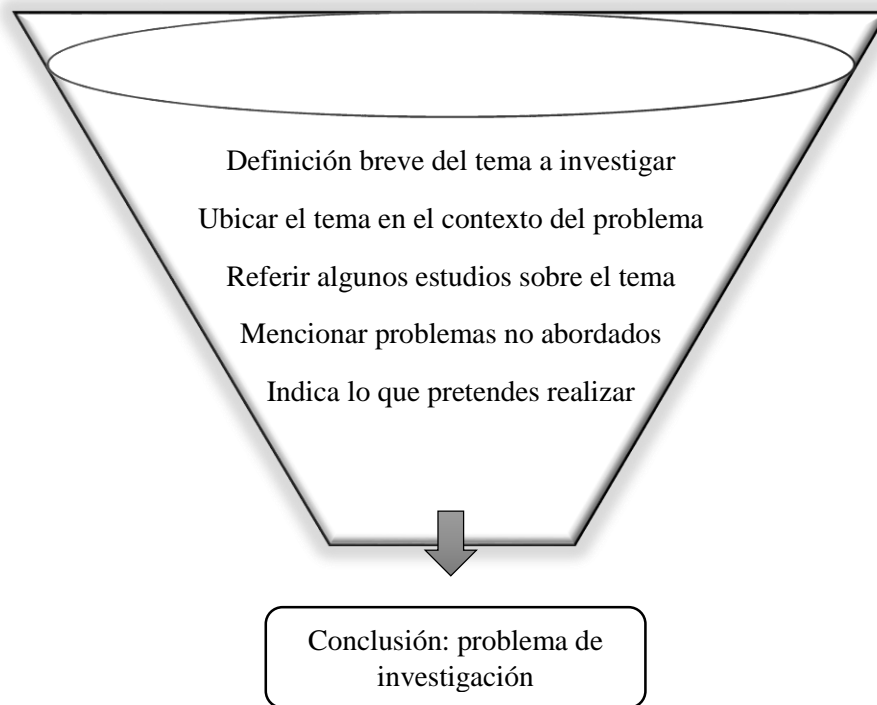 Definición breve del tema a investigar
Ubicar el tema en el contexto del problema
Referir algunos estudios sobre el tema
Mencionar problemas no abordados
Indica lo que pretendes realizar
Conclusión: problema de
investigación